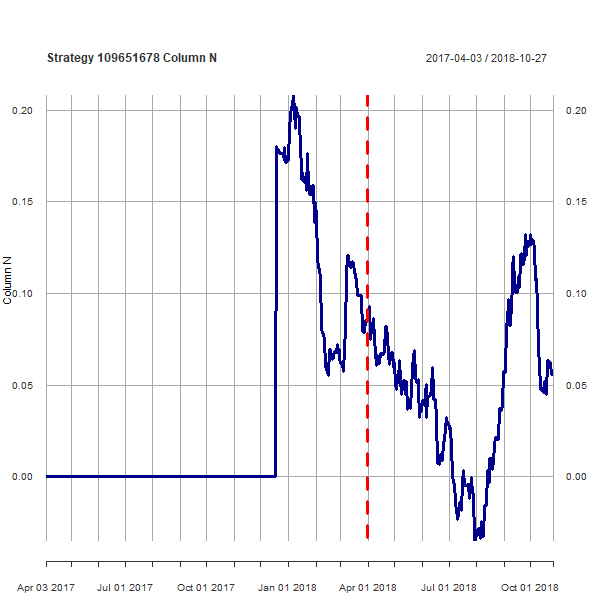 Strategy 109651678 Column N
2017-04-03 / 2018-10-27
0.20 0.20
0.15 0.15
0.10 0.10
0.05 0.05
0.00 0.00
Column N
Apr 03 2017 Jul 01 2017 Oct 01 2017 Jan 01 2018 Apr 01 2018 Jul 01 2018 Oct 01 2018